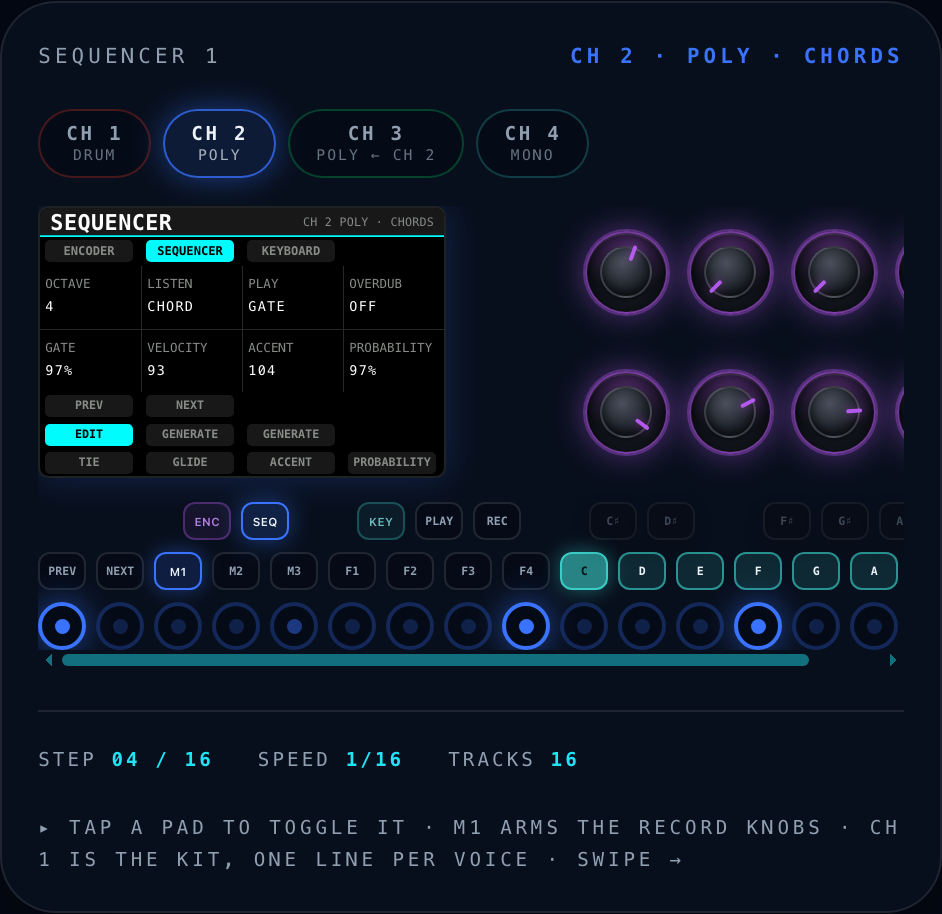 SEQUENCER 1
CH 2 · POLY · CHORDS
CH 1
DRUM
CH 2
POLY
CH 3
POLY ← CH 2
CH 4
MONO
SEQUENCER
CH 2 POLY · CHORDS
ENCODER SEQUENCER KEYBOARD
OCTAVE LISTEN PLAY OVERDUB
4 CHORD GATE OFF
GATE VELOCITY ACCENT PROBABILITY
97% 93 104 97%
PREV NEXT
EDIT GENERATE GENERATE
TIE GLIDE ACCENT PROBABILITY
ENC SEQ KEY PLAY REC C♯ D♯ F♯ G♯ A
PREV NEXT M1 M2 M3 F1 F2 F3 F4 C D E F G A
STEP 04 / 16 SPEED 1/16 TRACKS 16
▸ TAP A PAD TO TOGGLE IT · M1 ARMS THE RECORD KNOBS · CH
1 IS THE KIT, ONE LINE PER VOICE · SWIPE →